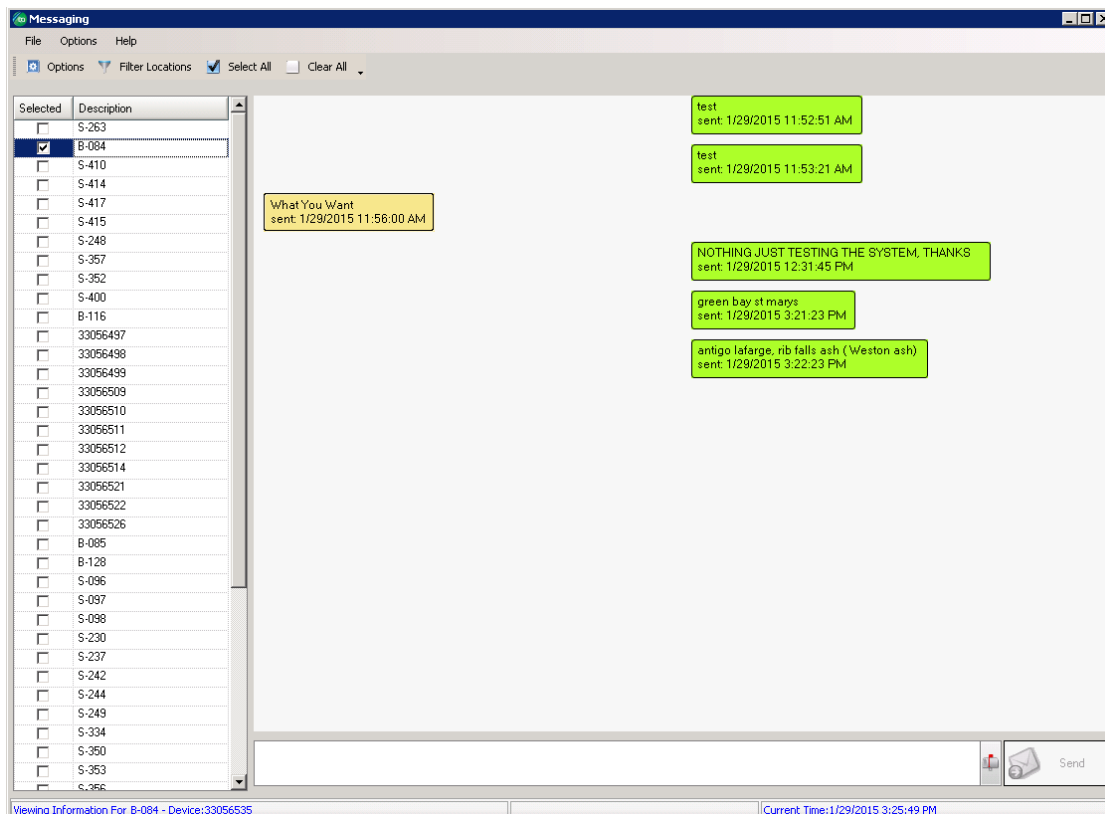 Messaging
File Options Help
Options Filter Locations Select All Clear All
Selected Description
S-263
B-084
S-410
S-414
S-417
S-415
S-248
S-357
S-352
S-400
B-116
33056497
33056498
33056499
33056509
33056510
33056511
33056512
33056514
33056521
33056522
33056526
B-085
B-128
S-096
S-097
S-098
S-230
S-237
S-242
S-244
S-249
S-334
S-350
S-353
S-356
test
sent: 1/29/2015 11:52:51 AM
test
sent: 1/29/2015 11:53:21 AM
What You Want
sent: 1/29/2015 11:56:00 AM
NOTHING JUST TESTING THE SYSTEM, THANKS
sent: 1/29/2015 12:31:45 PM
green bay st marys
sent: 1/29/2015 3:21:23 PM
antigo lafarge, rib falls ash ( Weston ash)
sent: 1/29/2015 3:22:23 PM
Send
Viewing Information For B-084 - Device:33056535
Current Time:1/29/2015 3:25:49 PM